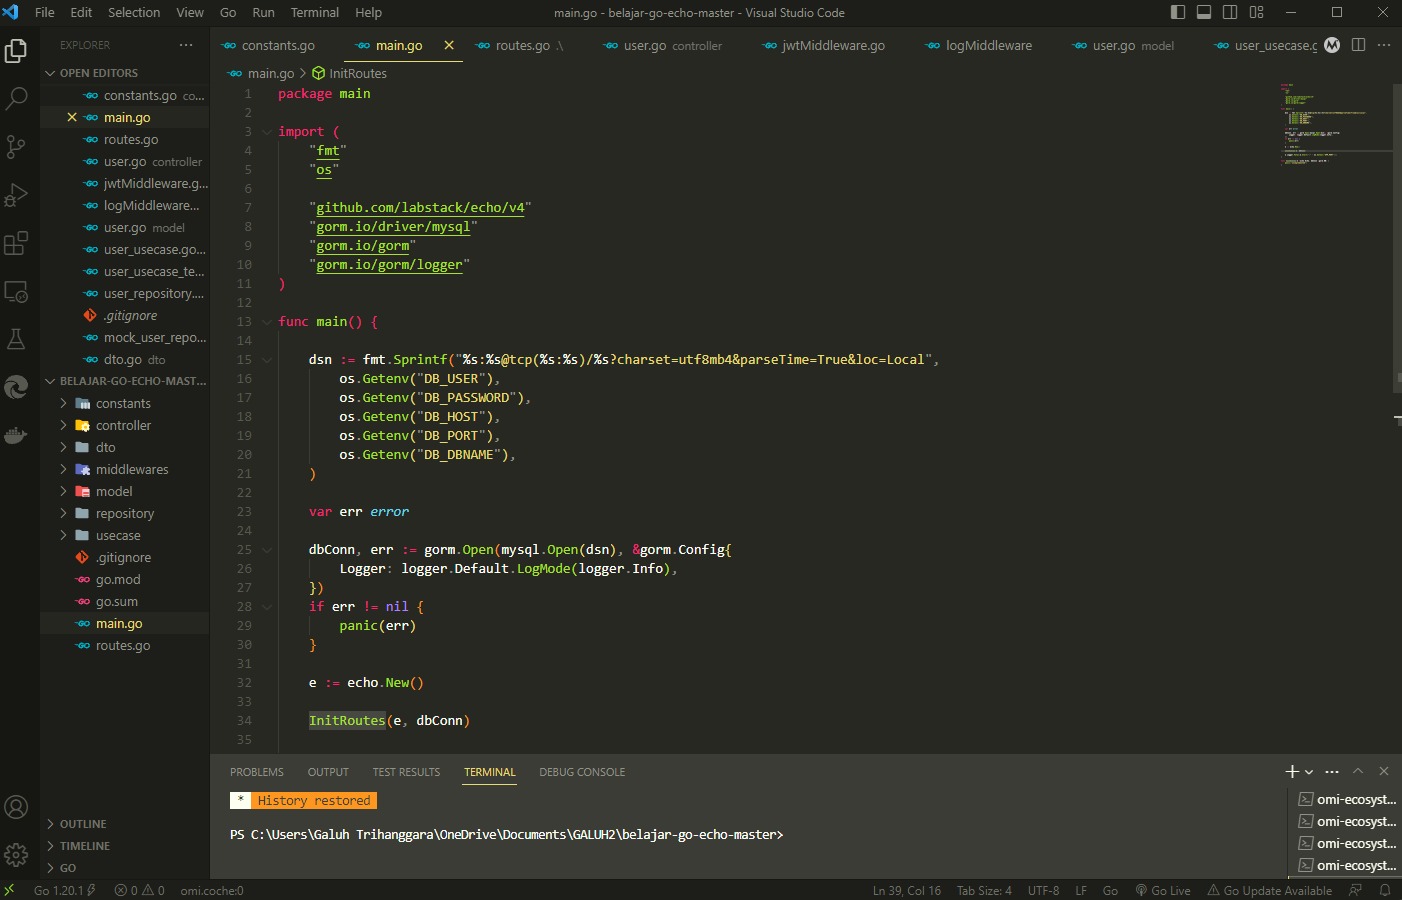 File Edit Selection View Go Run Terminal Help
main.go - belajar-go-echo-master - Visual Studio Code
EXPLORER
OPEN EDITORS
constants.go co...
main.go
routes.go
user.go controller
jwtMiddleware.g...
logMiddleware...
user.go model
user_usecase.go...
user_usecase_te...
user_repository....
.gitignore
mock_user_repo...
dto.go dto
BELAJAR-GO-ECHO-MAST...
constants
controller
dto
middlewares
model
repository
usecase
.gitignore
go.mod
go.sum
main.go
routes.go
OUTLINE
TIMELINE
GO
constants.go main.go routes.go .\ user.go controller jwtMiddleware.go logMiddleware user.go model user_usecase.g
main.go > InitRoutes
1 package main
2
3 import (
4 "fmt"
5 "os"
6
7 "github.com/labstack/echo/v4"
8 "gorm.io/driver/mysql"
9 "gorm.io/gorm"
10 "gorm.io/gorm/logger"
11 )
12
13 func main() {
14
15 dsn := fmt.Sprintf("%s:%s@tcp(%s:%s)/%s?charset=utf8mb4&parseTime=True&loc=Local",
16 os.Getenv("DB_USER"),
17 os.Getenv("DB_PASSWORD"),
18 os.Getenv("DB_HOST"),
19 os.Getenv("DB_PORT"),
20 os.Getenv("DB_DBNAME"),
21 )
22
23 var err error
24
25 dbConn, err := gorm.Open(mysql.Open(dsn), &gorm.Config{
26 Logger: logger.Default.LogMode(logger.Info),
27 })
28 if err != nil {
29 panic(err)
30 }
31
32 e := echo.New()
33
34 InitRoutes(e, dbConn)
35
PROBLEMS OUTPUT TEST RESULTS TERMINAL DEBUG CONSOLE
* History restored
PS C:\Users\Galuh Trihanggara\OneDrive\Documents\GALUH2\belajar-go-echo-master>
omi-ecosyst...
omi-ecosyst...
omi-ecosyst...
omi-ecosyst...
Go 1.20.1 0 0 omi.coche:0
Ln 39, Col 16 Tab Size: 4 UTF-8 LF Go Go Live Go Update Available